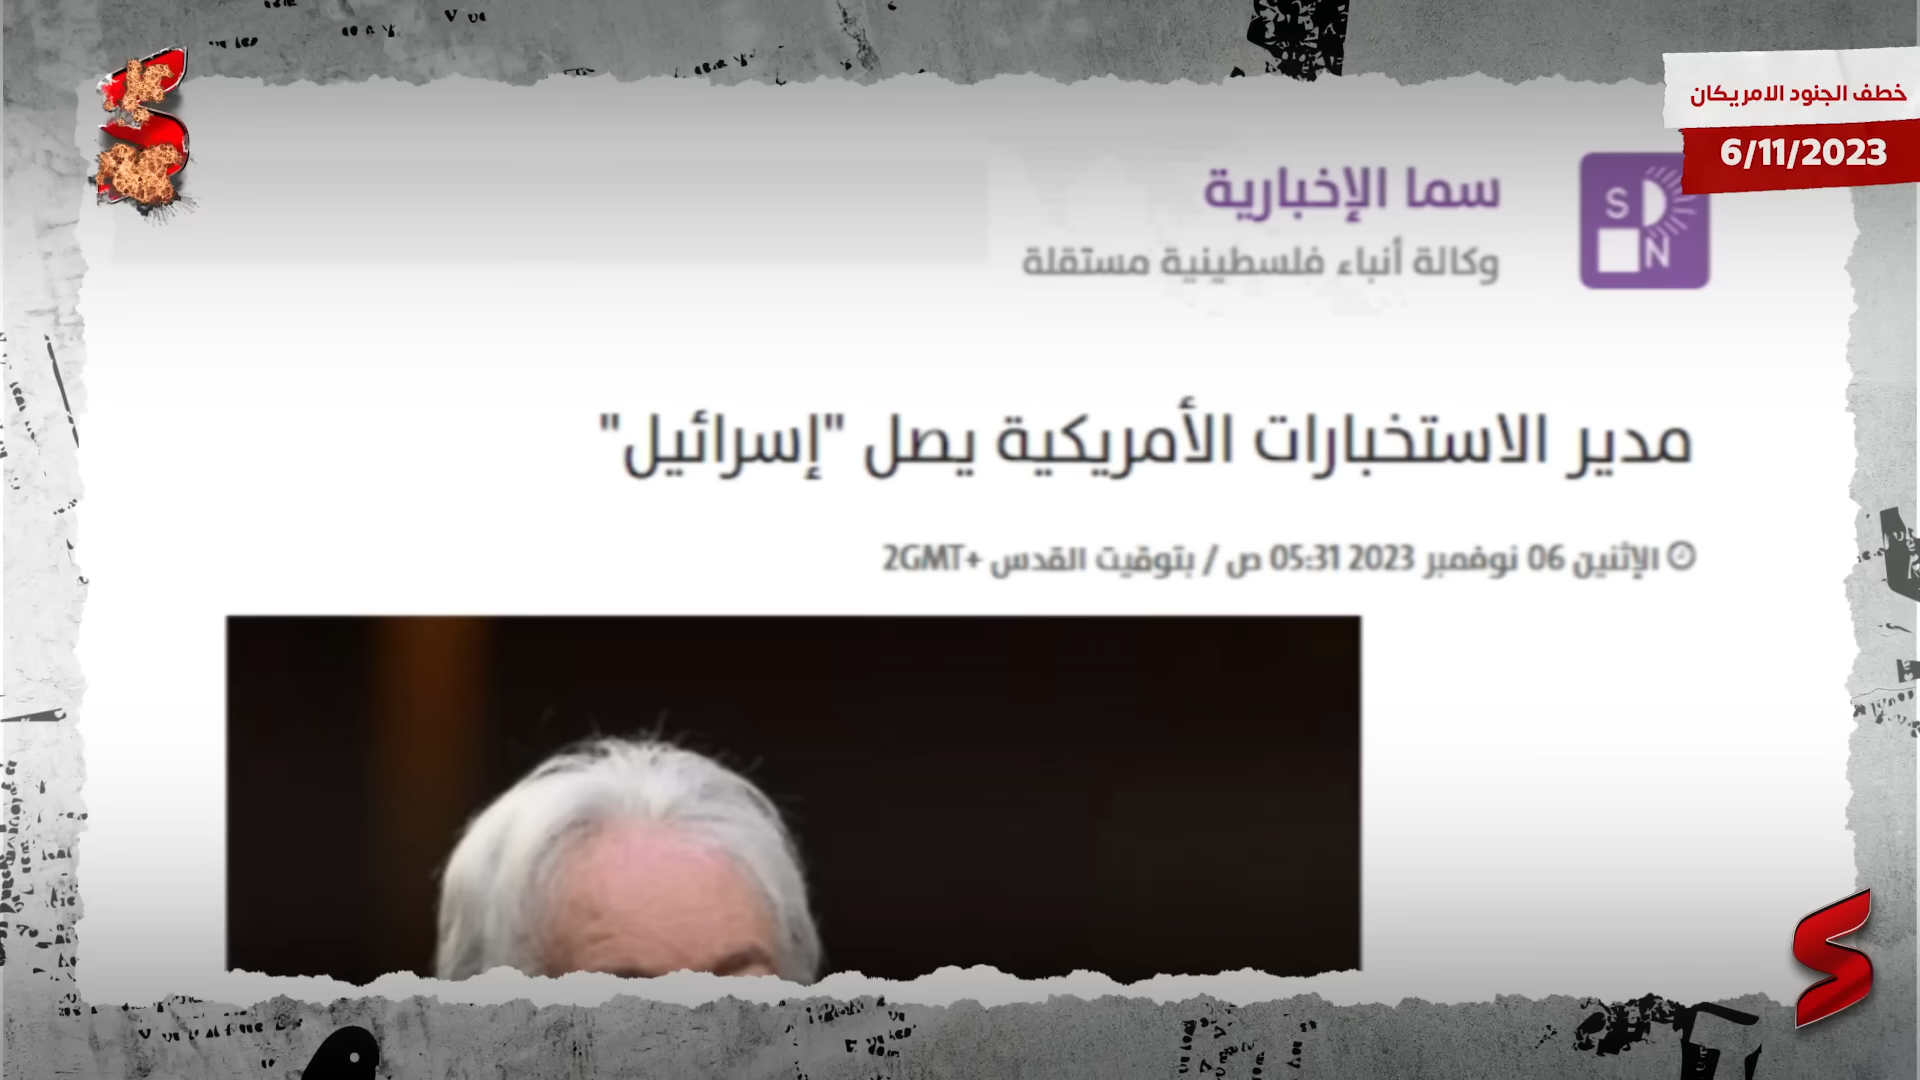 خطف الجنود الامريكان
6/11/2023
سما الإخبارية
وكالة أنباء فلسطينية مستقلة
S
N
مدير الاستخبارات الأمريكية يصل "إسرائيل"
الإثنين 06 نوفمبر 2023 05:31 ص / بتوقيت القدس +2GMT